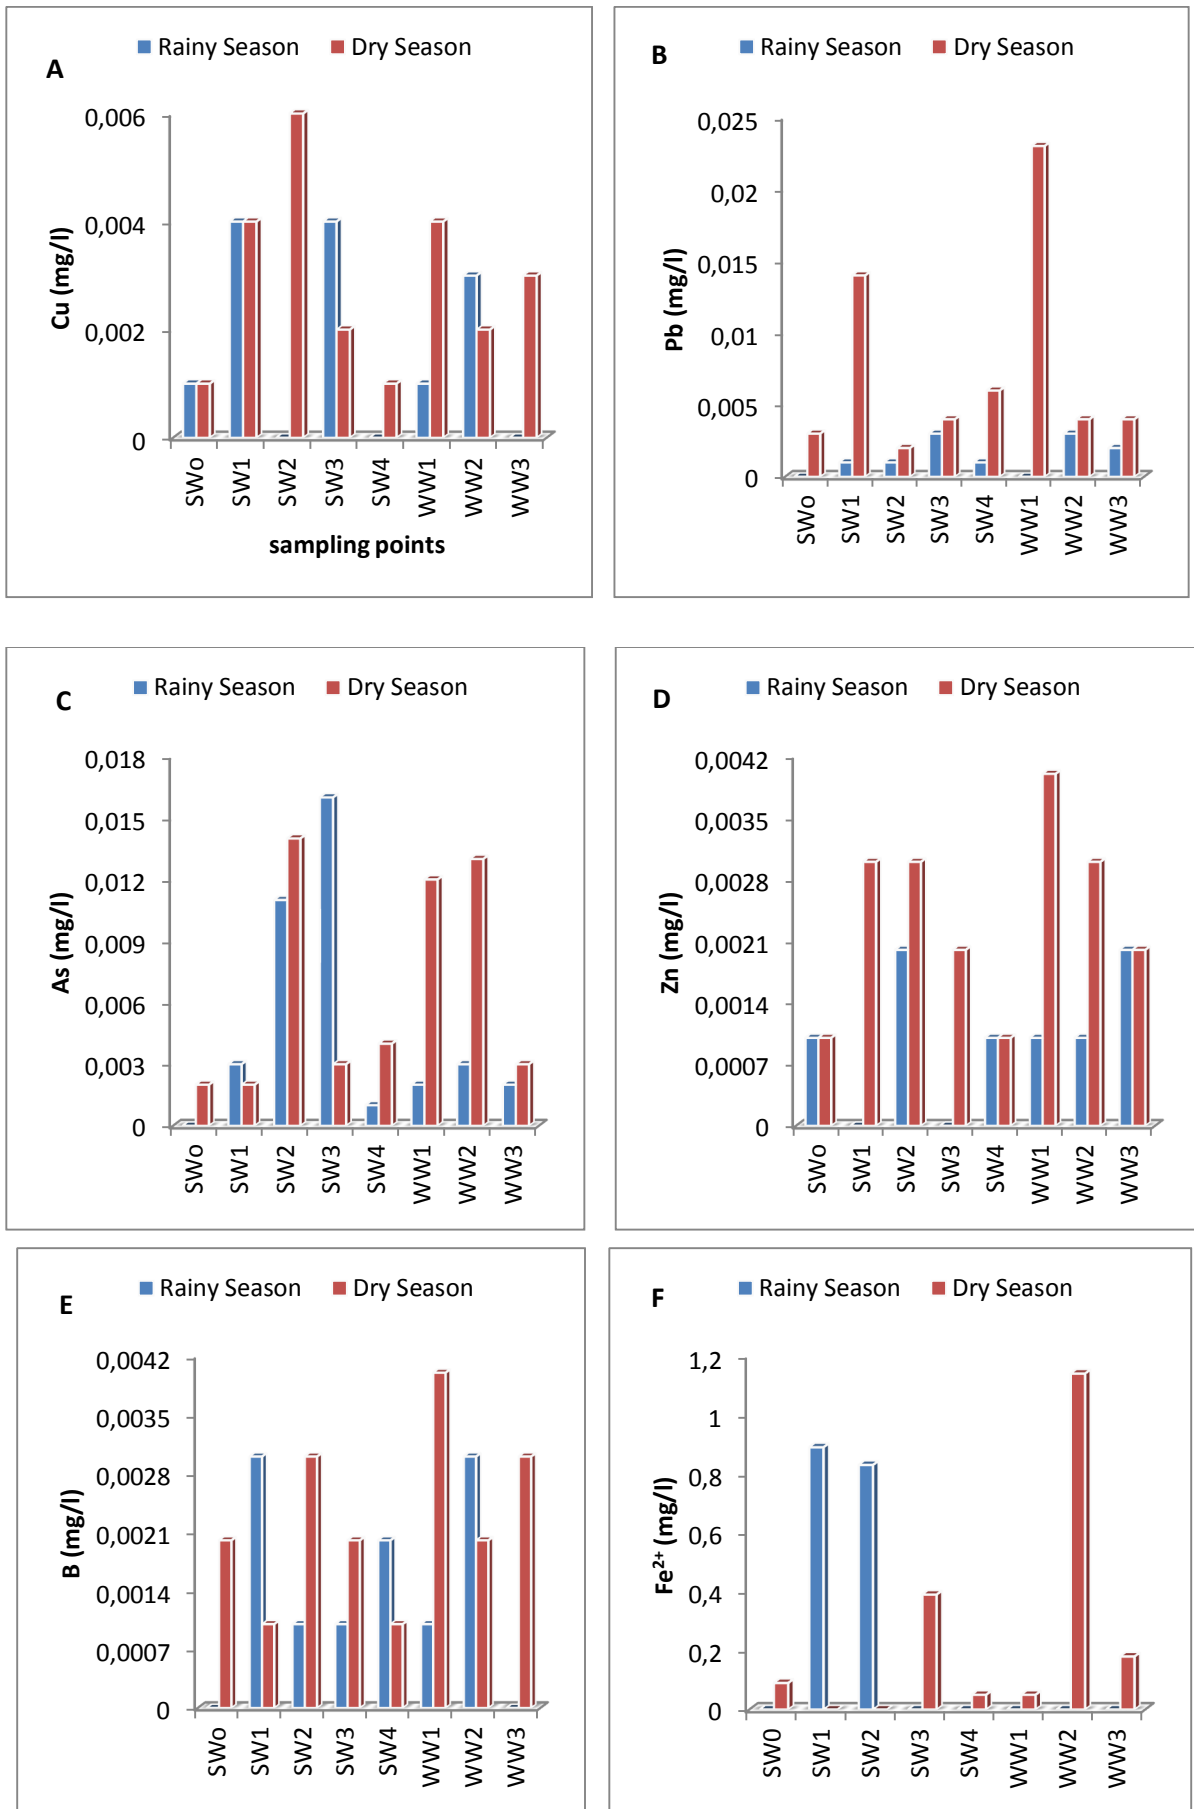 A
Rainy Season Dry Season
0,006
0,004
0,002
0
Cu (mg/l)
SWo SW1 SW2 SW3 SW4 WW1 WW2 WW3
sampling points
B
Rainy Season Dry Season
0,025
0,02
0,015
0,01
0,005
0
Pb (mg/l)
SWo SW1 SW2 SW3 SW4 WW1 WW2 WW3
C
Rainy Season Dry Season
0,018
0,015
0,012
0,009
0,006
0,003
0
As (mg/l)
SWo SW1 SW2 SW3 SW4 WW1 WW2 WW3
D
Rainy Season Dry Season
0,0042
0,0035
0,0028
0,0021
0,0014
0,0007
0
Zn (mg/l)
SWo SW1 SW2 SW3 SW4 WW1 WW2 WW3
E
Rainy Season Dry Season
0,0042
0,0035
0,0028
0,0021
0,0014
0,0007
0
B (mg/l)
SWo SW1 SW2 SW3 SW4 WW1 WW2 WW3
F
Rainy Season Dry Season
1,2
1
0,8
0,6
0,4
0,2
0
Fe²⁺ (mg/l)
SW0 SW1 SW2 SW3 SW4 WW1 WW2 WW3